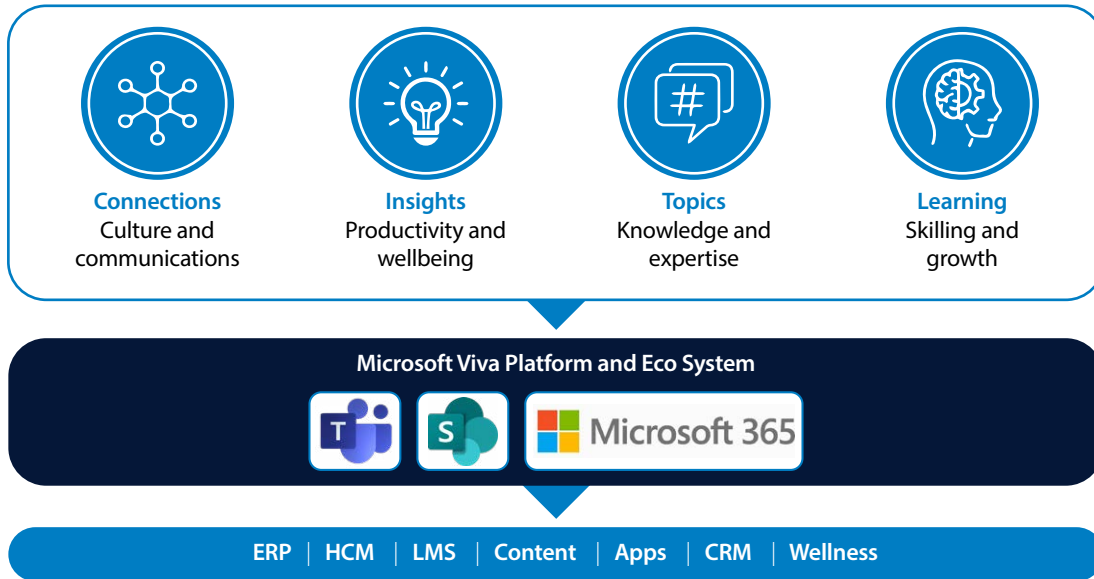 #
Connections
Culture and
communications
Insights
Productivity and
wellbeing
Topics
Knowledge and
expertise
Learning
Skilling and
growth
Microsoft Viva Platform and Eco System
T
S
Microsoft 365
ERP | HCM | LMS | Content | Apps | CRM | Wellness